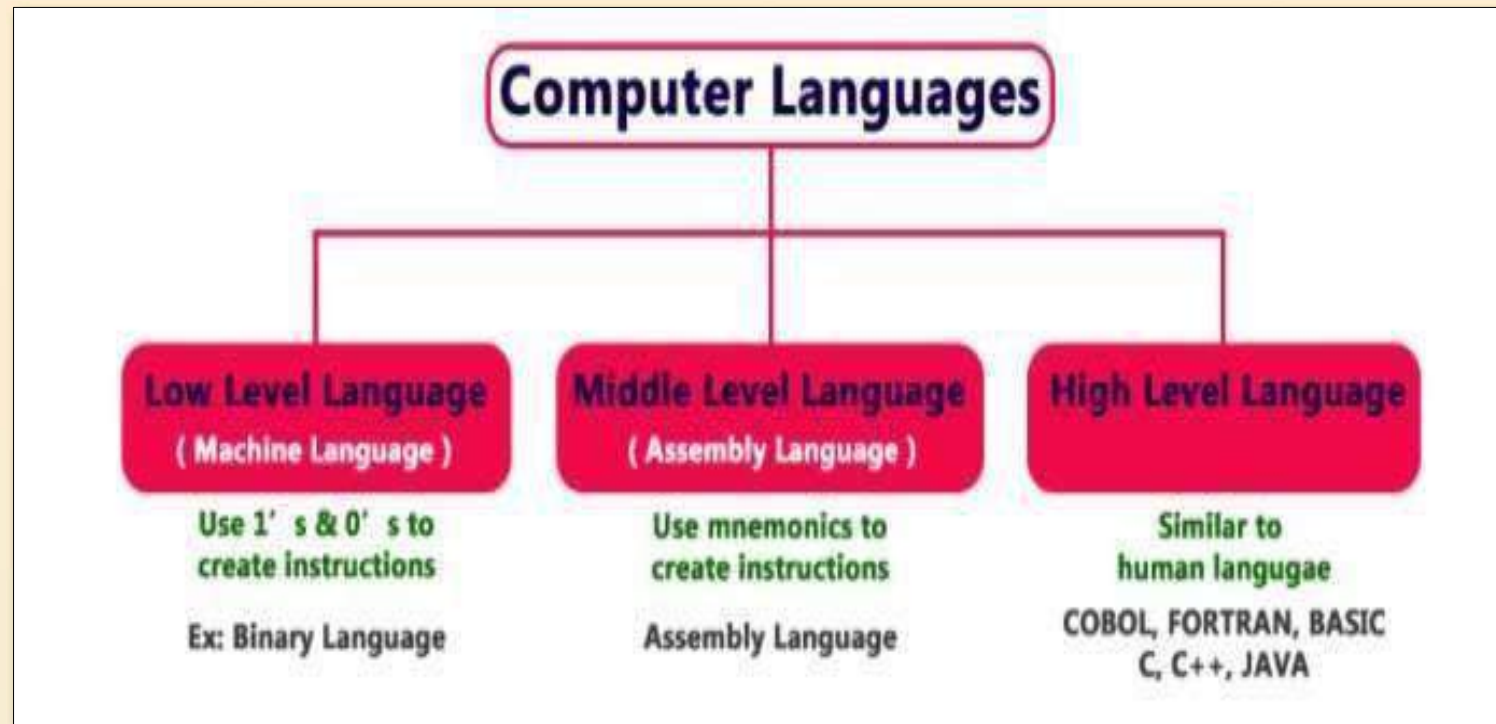 Computer Languages
Low Level Language
( Machine Language )
Use 1' s & 0' s to
create instructions
Ex: Binary Language
Middle Level Language
( Assembly Language )
Use mnemonics to
create instructions
Assembly Language
High Level Language
Similar to
human langugae
COBOL, FORTRAN, BASIC
C, C++, JAVA